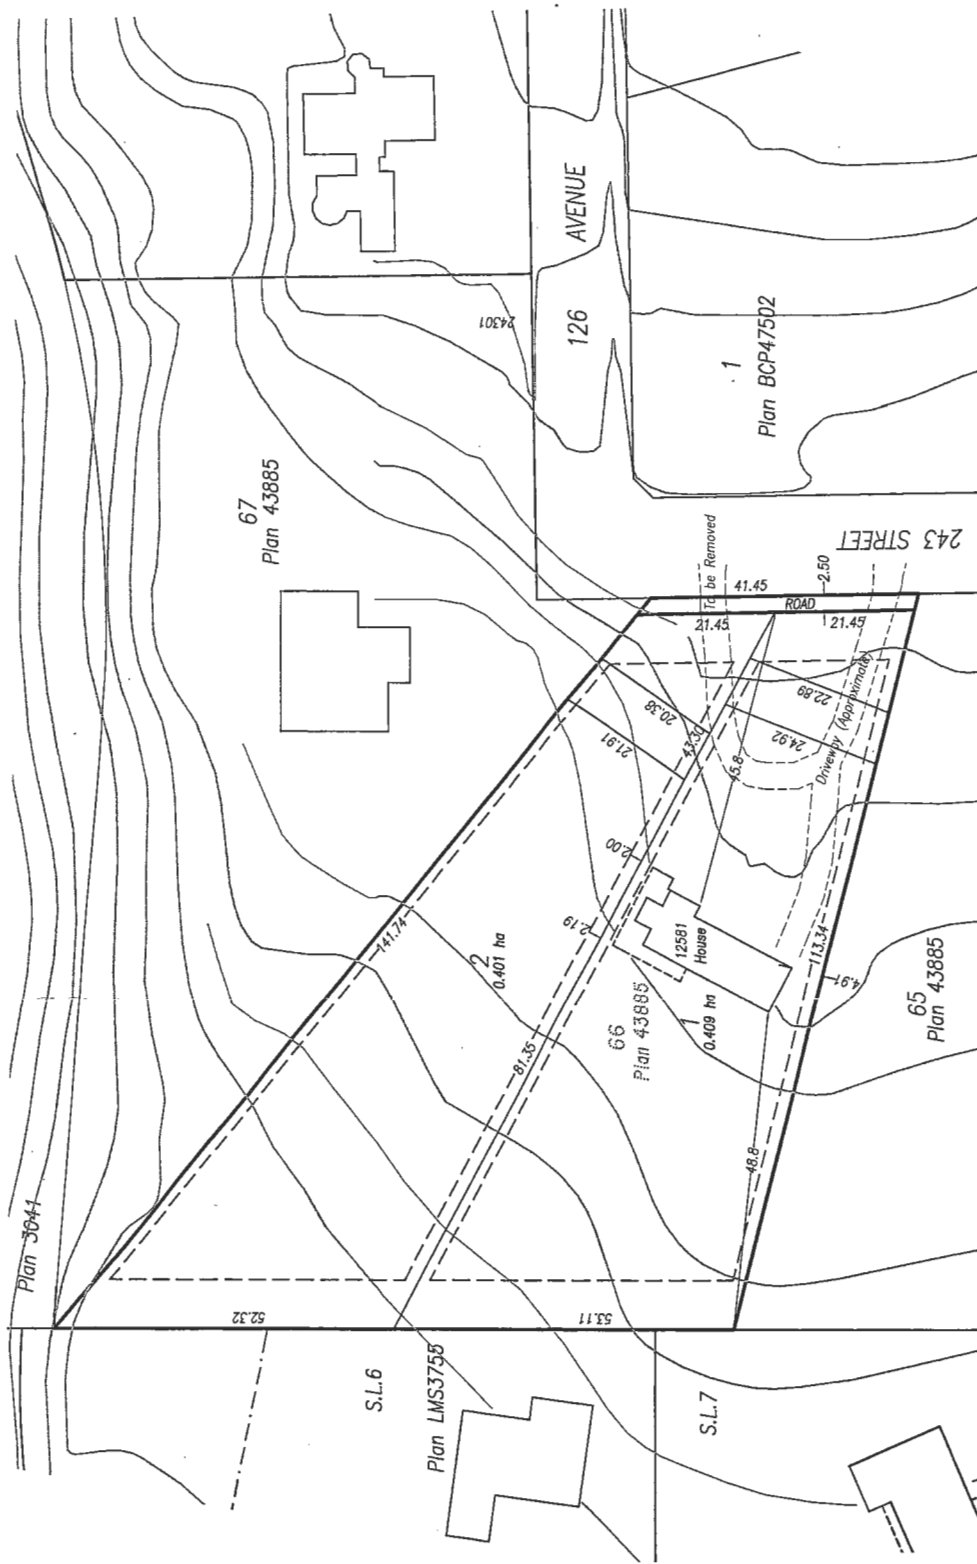 Plan 3041
67
Plan 43885
24301
126
AVENUE
1
Plan BCP47502
243 STREET
To be Removed
41.45
2.50
ROAD
21.45
21.45
20.38
21.91
43.30
22.89
24.92
45.8
Driveway (Approximate)
2.00
2.19
141.74
2
0.401 ha
12581
House
66
Plan 43885
1
0.409 ha
81.35
113.34
4.91
65
Plan 43885
48.8
52.32
53.11
S.L.6
Plan LMS3755
S.L.7